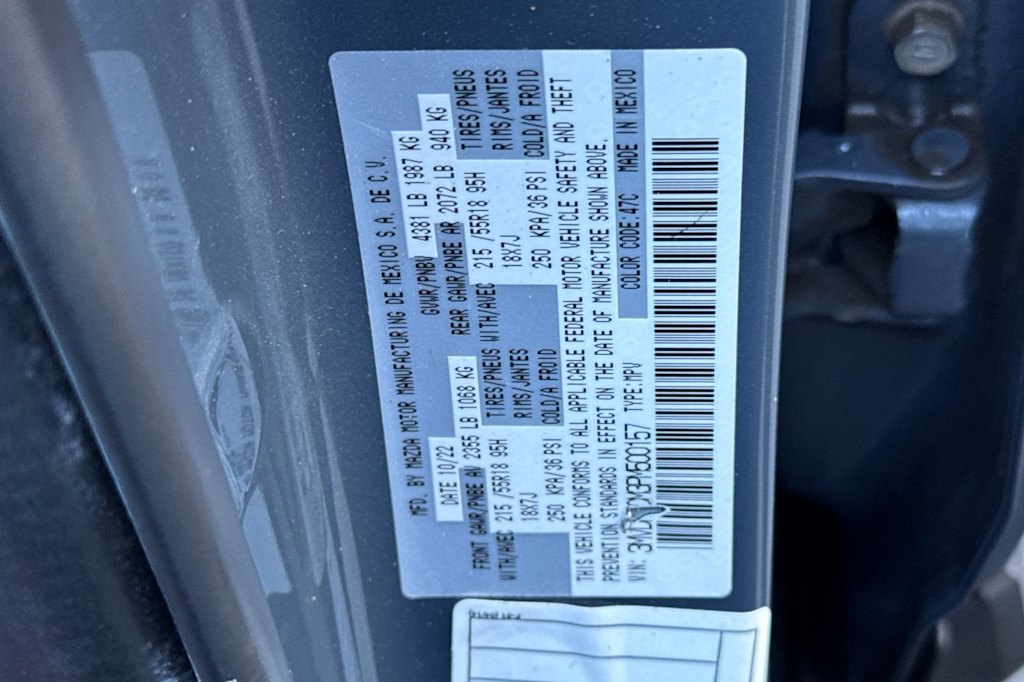 MFD. BY MAZDA MOTOR MANUFACTURING DE MEXICO S.A. DE C.V.
DATE 10/22 GVWR/PNBV 4381 LB 1987 KG
FRONT GAWR/PNBE AV 2355 LB 1068 KG REAR GAWR/PNBE AR 2072 LB 940 KG
WITH/AVEC 215 /55R18 95H TIRES/PNEUS WITH/AVEC 215 /55R18 95H TIRES/PNEUS
18X7J RIMS/JANTES 18X7J RIMS/JANTES
250 KPA/36 PSI COLD/A FROID 250 KPA/36 PSI COLD/A FROID
THIS VEHICLE CONFORMS TO ALL APPLICABLE FEDERAL MOTOR VEHICLE SAFETY AND THEFT
PREVENTION STANDARDS IN EFFECT ON THE DATE OF MANUFACTURE SHOWN ABOVE.
VIN: TYPE:MPV COLOR CODE:47C MADE IN MEXICO